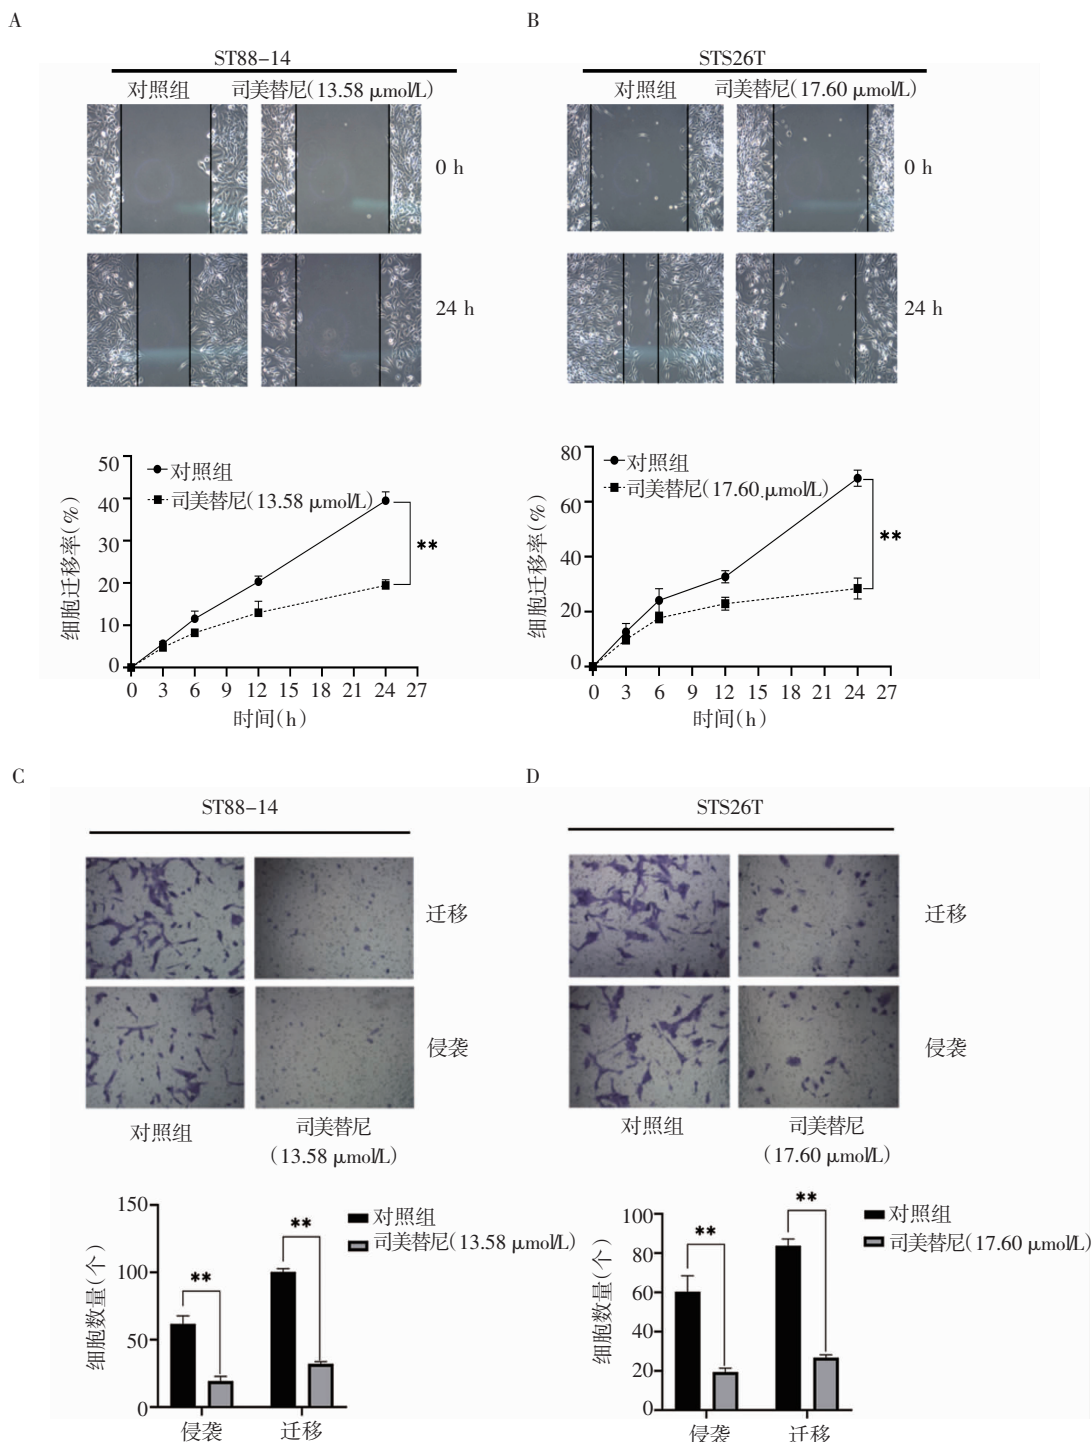 A
ST88-14
对照组 司美替尼(13.58 μmol/L)
0 h
24 h
50
40
30
20
10
0
细胞迁移率(%)
对照组
司美替尼(13.58 μmol/L)
**
0 3 6 9 12 15 18 21 24 27
时间(h)
B
STS26T
对照组 司美替尼(17.60 μmol/L)
0 h
24 h
80
60
40
20
0
细胞迁移率(%)
对照组
司美替尼(17.60 μmol/L)
**
0 3 6 9 12 15 18 21 24 27
时间(h)
C
ST88-14
迁移
侵袭
对照组 司美替尼
(13.58 μmol/L)
150
100
50
0
细胞数量(个)
**
**
对照组
司美替尼(13.58 μmol/L)
侵袭 迁移
D
STS26T
迁移
侵袭
对照组 司美替尼
(17.60 μmol/L)
100
80
60
40
20
0
细胞数量(个)
**
**
对照组
司美替尼(17.60 μmol/L)
侵袭 迁移